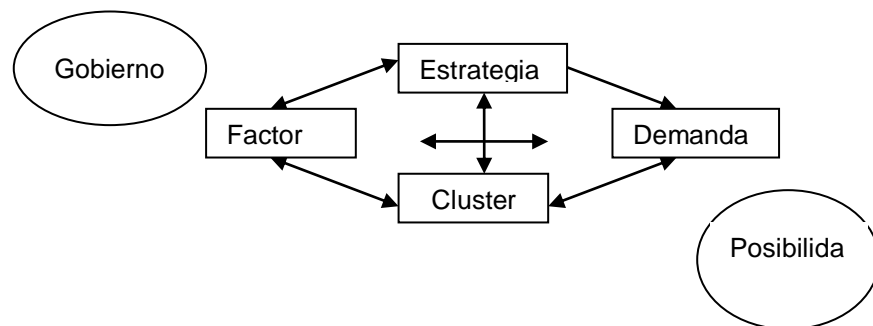 Gobierno
Estrategia
Factor
Demanda
Cluster
Posibilida